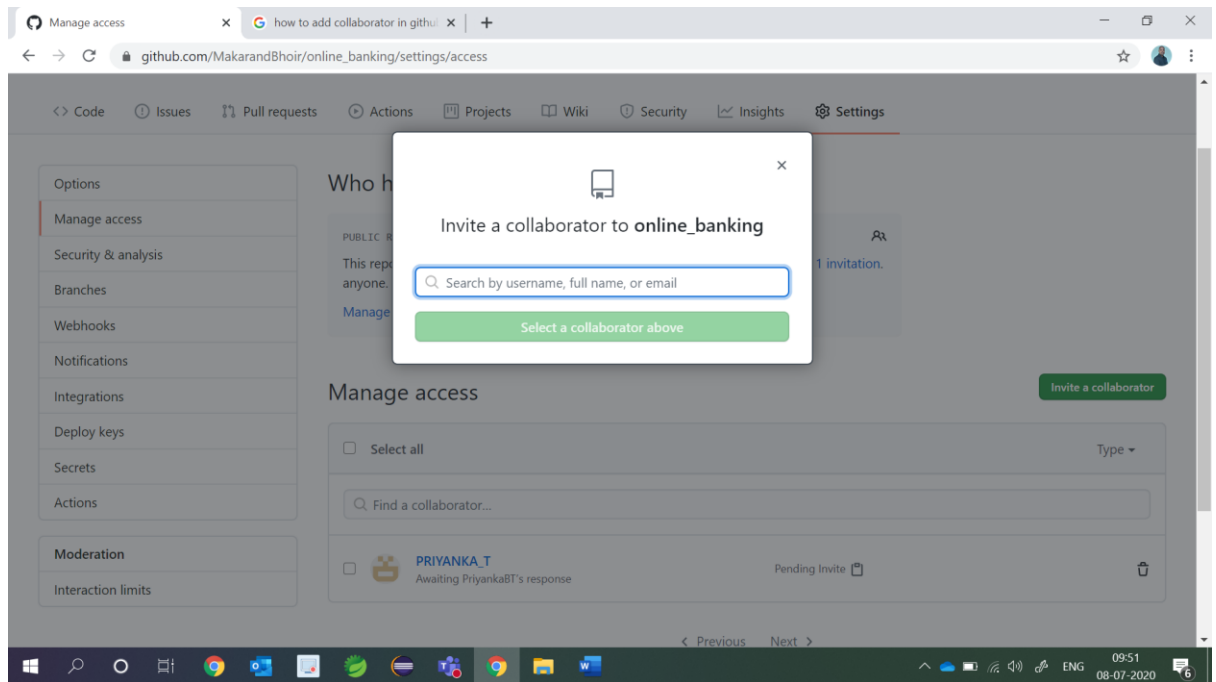 Manage access
how to add collaborator in githu
github.com/MakarandBhoir/online_banking/settings/access
<> Code Issues Pull requests Actions Projects Wiki Security Insights Settings
Options
Manage access
Security & analysis
Branches
Webhooks
Notifications
Integrations
Deploy keys
Secrets
Actions
Moderation
Interaction limits
Who h
PUBLIC R
This repo
anyone.
Manage
1 invitation.
Invite a collaborator to online_banking
Search by username, full name, or email
Select a collaborator above
Manage access
Invite a collaborator
Select all
Type
Find a collaborator...
PRIYANKA_T
Awaiting PriyankaBT's response
Pending Invite
Previous Next
ENG
09:51
08-07-2020
6